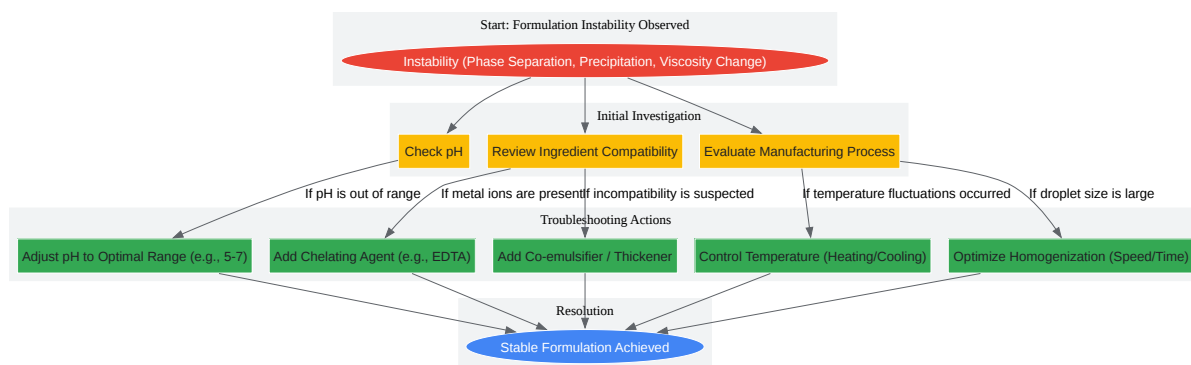 Start: Formulation Instability Observed
Instability (Phase Separation, Precipitation, Viscosity Change)
Initial Investigation
Check pH
Review Ingredient Compatibility
Evaluate Manufacturing Process
If pH is out of range
If metal ions are present
If incompatibility is suspected
If temperature fluctuations occurred
If droplet size is large
Troubleshooting Actions
Adjust pH to Optimal Range (e.g., 5-7)
Add Chelating Agent (e.g., EDTA)
Add Co-emulsifier / Thickener
Control Temperature (Heating/Cooling)
Optimize Homogenization (Speed/Time)
Resolution
Stable Formulation Achieved